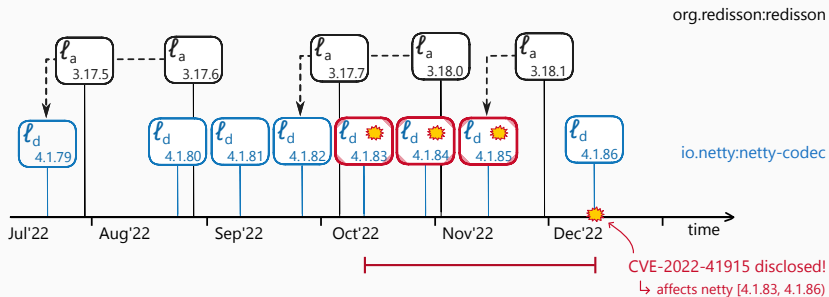 org.redisson:redisson
ℓa 3.17.5
ℓa 3.17.6
ℓa 3.17.7
ℓa 3.18.0
ℓa 3.18.1
ℓd 4.1.79
ℓd 4.1.80
ℓd 4.1.81
ℓd 4.1.82
ℓd 4.1.83
ℓd 4.1.84
ℓd 4.1.85
ℓd 4.1.86
io.netty:netty-codec
Jul'22 Aug'22 Sep'22 Oct'22 Nov'22 Dec'22 time
CVE-2022-41915 disclosed!
↳ affects netty [4.1.83, 4.1.86)